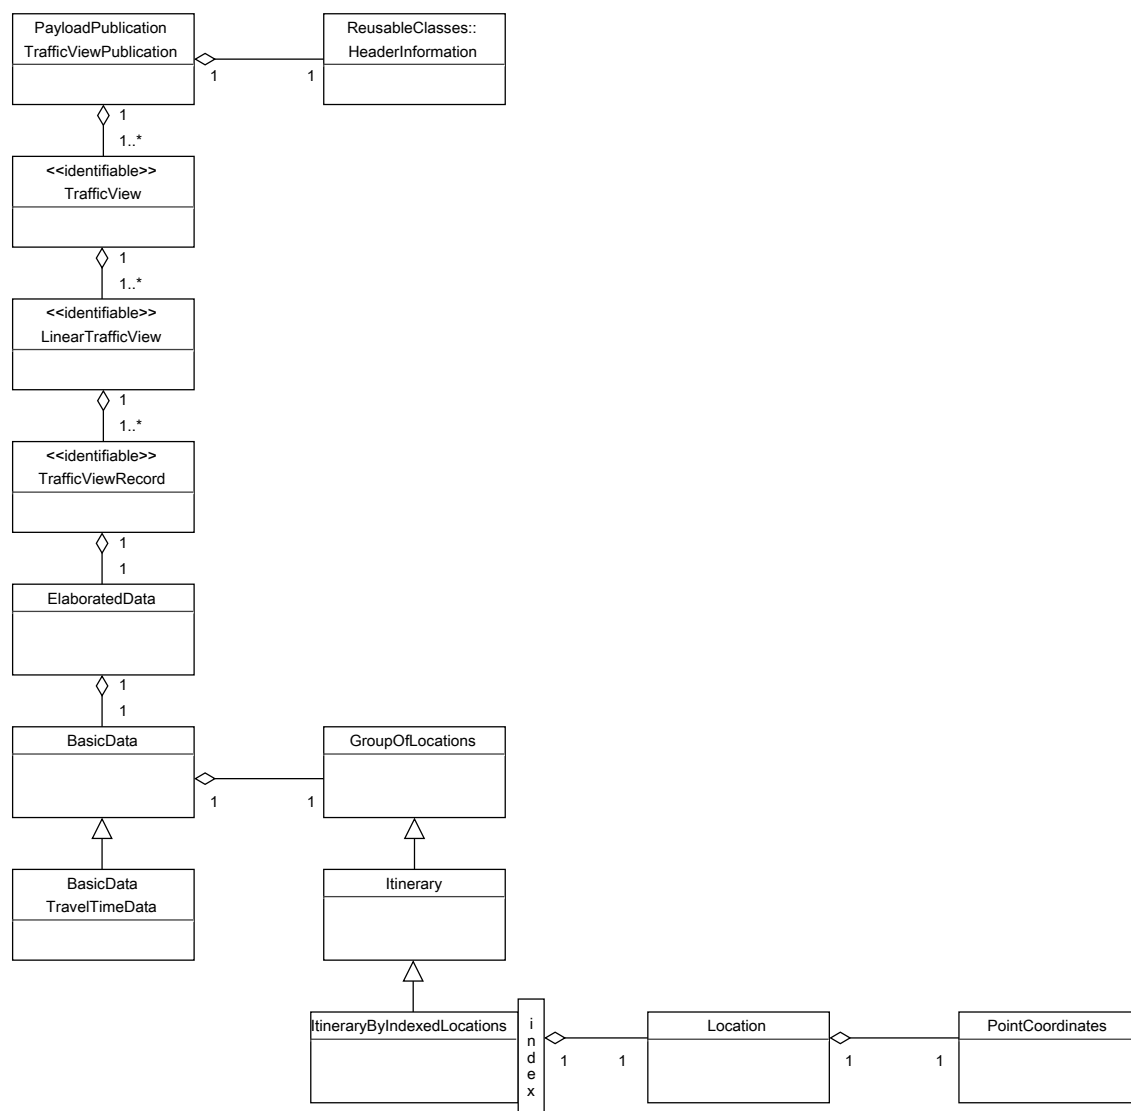 PayloadPublication
TrafficViewPublication
ReusableClasses::
HeaderInformation
1
1
1
1..*
<<identifiable>>
TrafficView
1
1..*
<<identifiable>>
LinearTrafficView
1
1..*
<<identifiable>>
TrafficViewRecord
1
1
ElaboratedData
1
1
BasicData
GroupOfLocations
1
1
BasicData
TravelTimeData
Itinerary
ItineraryByIndexedLocations
index
1
1
Location
1
1
PointCoordinates